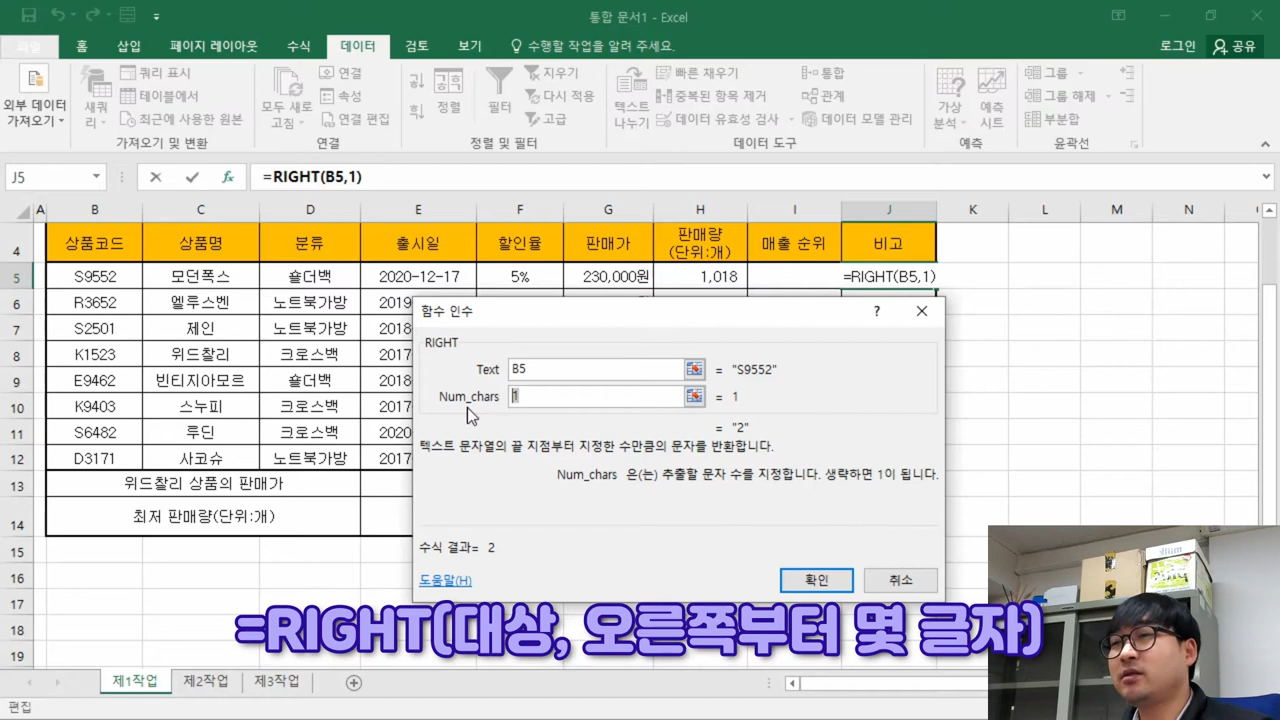 통합 문서1 - Excel
파일 홈 삽입 페이지 레이아웃 수식 데이터 검토 보기 수행할 작업을 알려 주세요. 로그인 공유
외부 데이터
가져오기
새쿼
리
쿼리 표시
테이블에서
최근에 사용한 원본
가져오기 및 변환
모두 새로
고침
연결
속성
연결 편집
연결
정렬
필터
지우기
다시 적용
고급
정렬 및 필터
텍스트
나누기
빠른 채우기
중복된 항목 제거
데이터 유효성 검사
통합
관계
데이터 모델 관리
데이터 도구
가상
분석
예측
시트
예측
그룹
그룹 해제
부분합
윤곽선
J5 fx =RIGHT(B5,1)
A B C D E F G H I J K L M N
4 상품코드 상품명 분류 출시일 할인율 판매가 판매량 (단위:개) 매출 순위 비고
5 S9552 모던폭스 숄더백 2020-12-17 5% 230,000원 1,018 =RIGHT(B5,1)
6 R3652 엘루스벤 노트북가방 2019
7 S2501 제인 노트북가방 2018
8 K1523 위드찰리 크로스백 2017
9 E9462 빈티지아모르 숄더백 2018
10 K9403 스누피 크로스백 2017
11 S6482 루딘 크로스백 2020
12 D3171 사코슈 노트북가방 2017
13 위드찰리 상품의 판매가
14 최저 판매량(단위:개)
15
16
17
18
19
함수 인수 ?
RIGHT
Text B5 = "S9552"
Num_chars 1 = 1
= "2"
텍스트 문자열의 끝 지점부터 지정한 수만큼의 문자를 반환합니다.
Num_chars 은(는) 추출할 문자 수를 지정합니다. 생략하면 1이 됩니다.
수식 결과= 2
도움말(H) 확인 취소
=RIGHT(대상, 오른쪽부터 몇 글자)
제1작업 제2작업 제3작업
편집